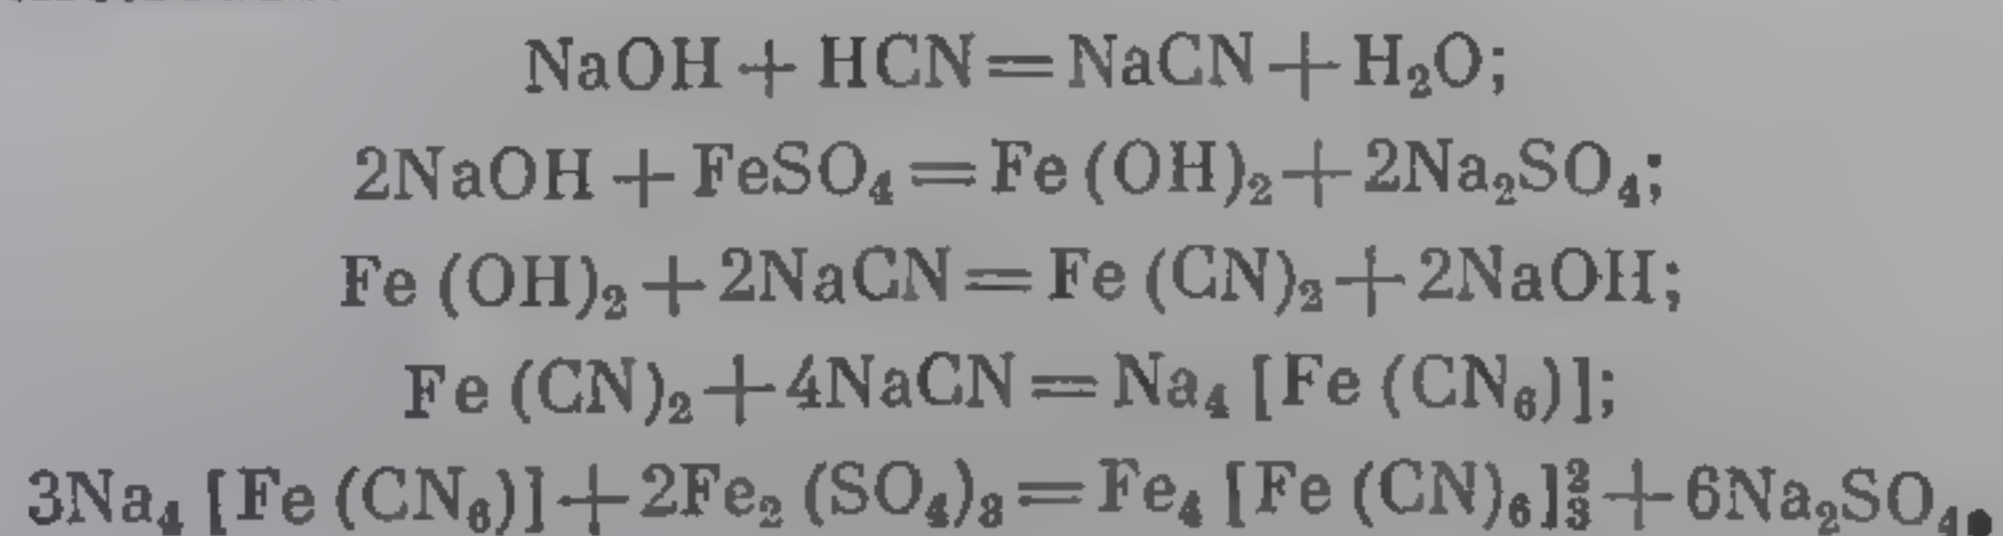 NaOH + HCN = NaCN + H₂O;
2NaOH + FeSO₄ = Fe (OH)₂ + 2Na₂SO₄;
Fe (OH)₂ + 2NaCN = Fe (CN)₂ + 2NaOH;
Fe (CN)₂ + 4NaCN = Na₄ [Fe (CN₆)];
3Na₄ [Fe (CN₆)] + 2Fe₂ (SO₄)₃ = Fe₄ [Fe (CN)₆]²₃ + 6Na₂SO₄.